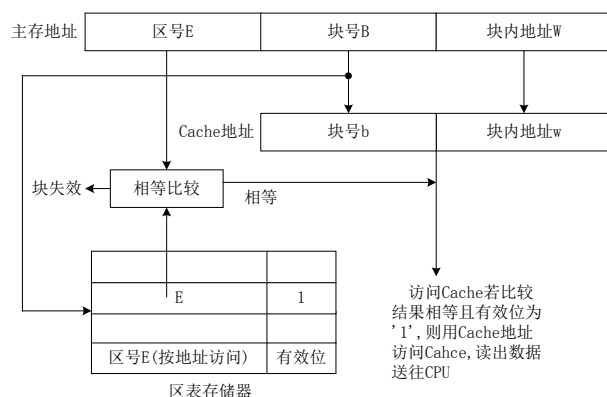 主存地址 区号E 块号B 块内地址W
Cache地址 块号b 块内地址w
块失效 相等比较 相等
E 1
区号E(按地址访问) 有效位
区表存储器
访问Cache若比较
结果相等且有效位为
'1',则用Cache地址
访问Cahce,读出数据
送往CPU